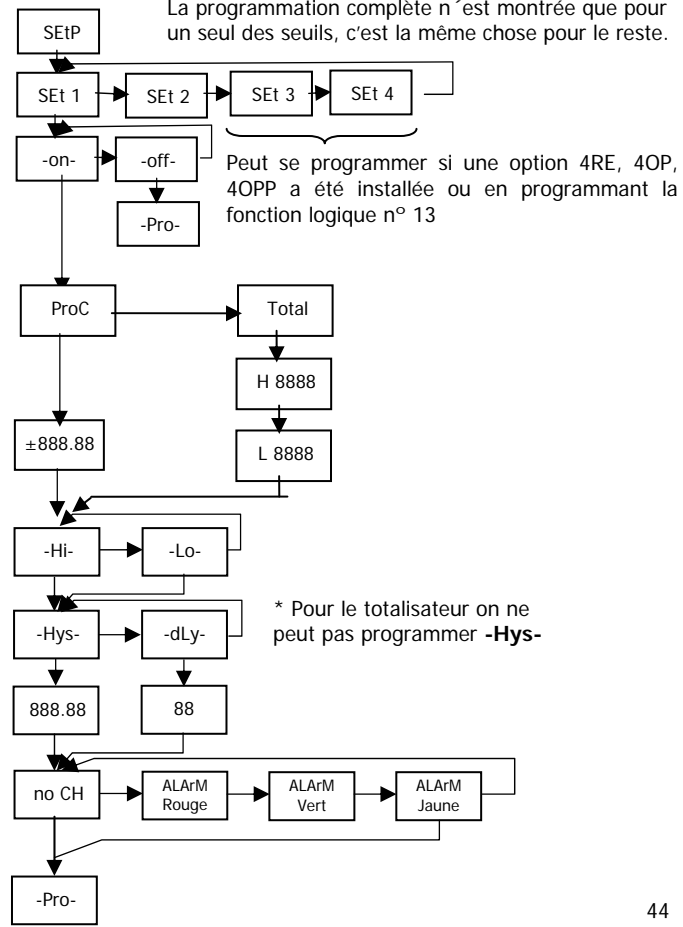 La programmation complète n´est montrée que pour
un seul des seuils, c'est la même chose pour le reste.
SEtP
SEt 1
SEt 2
SEt 3
SEt 4
-on-
-off-
-Pro-
Peut se programmer si une option 4RE, 4OP,
4OPP a été installée ou en programmant la
fonction logique nº 13
ProC
Total
H 8888
±888.88
L 8888
-Hi-
-Lo-
-Hys-
-dLy-
* Pour le totalisateur on ne
peut pas programmer -Hys-
888.88
88
no CH
ALArM
Rouge
ALArM
Vert
ALArM
Jaune
-Pro-
44